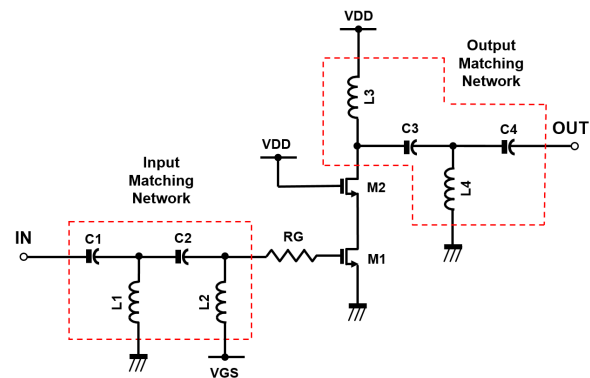 VDD
Output
Matching
Network
L3
C3
C4
OUT
VDD
M2
L4
Input
Matching
Network
IN
C1
C2
RG
M1
L1
L2
VGS